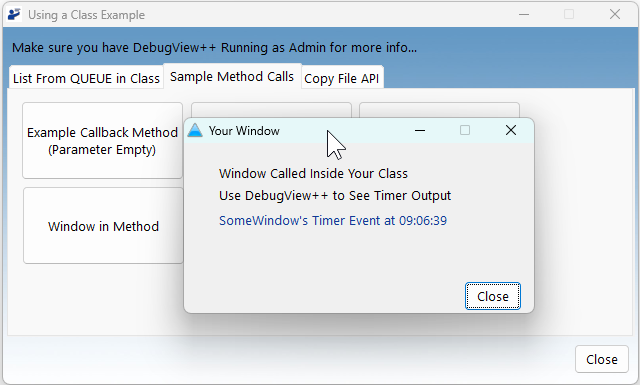 Using a Class Example
Make sure you have DebugView++ Running as Admin for more info...
List From QUEUE in Class
Sample Method Calls
Copy File API
Example Callback Method
(Parameter Empty)
Window in Method
Your Window
Window Called Inside Your Class
Use DebugView++ to See Timer Output
SomeWindow's Timer Event at 09:06:39
Close
Close